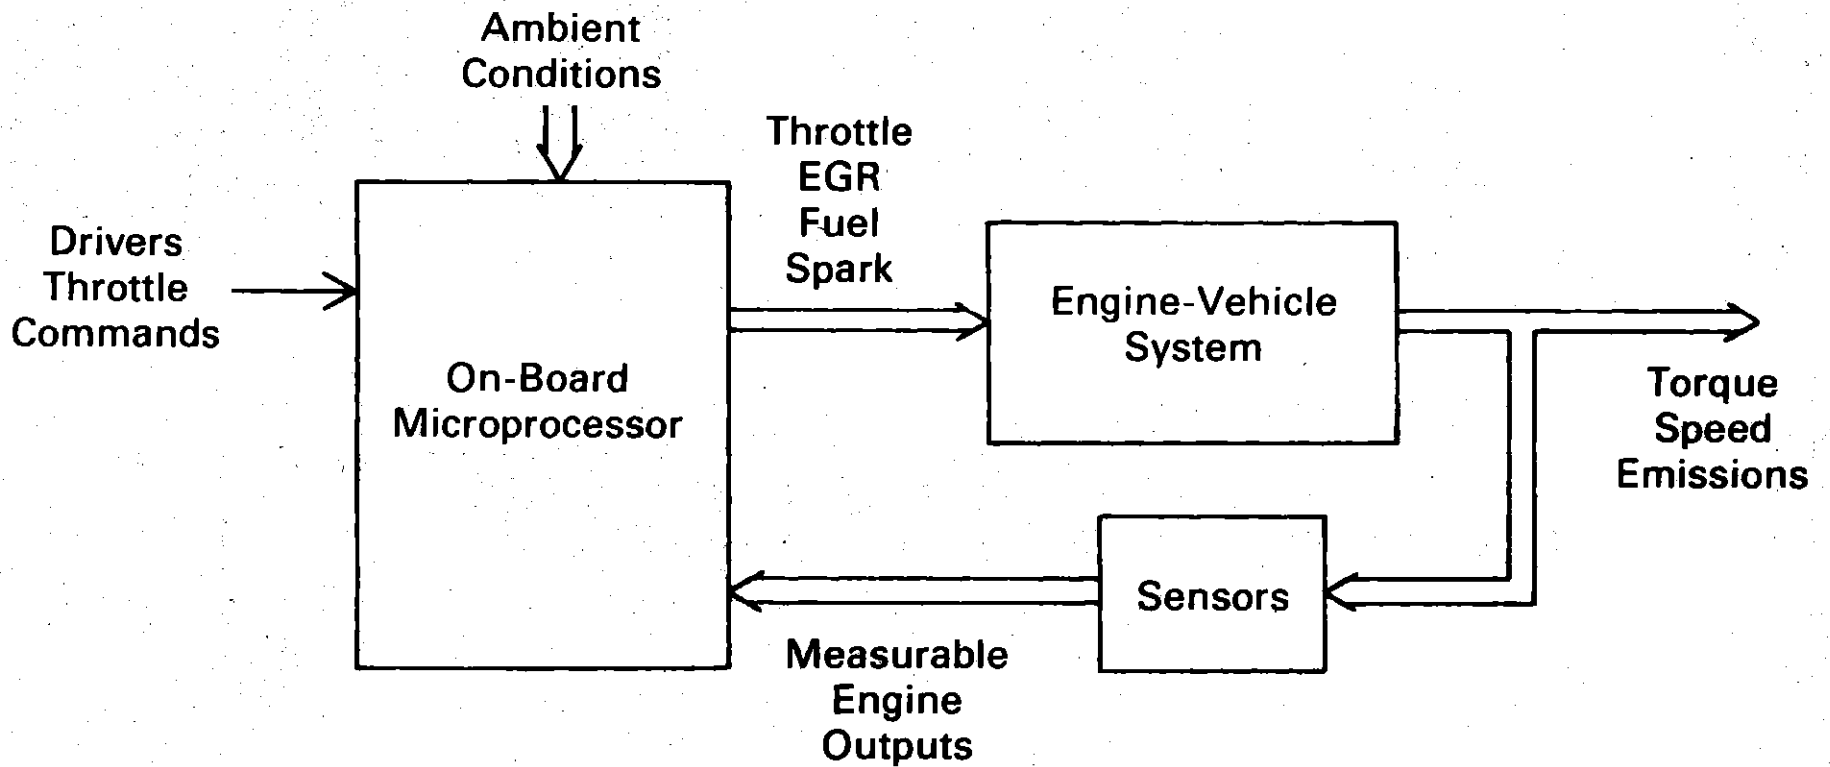 Ambient
Conditions
Throttle
EGR
Fuel
Spark
Drivers
Throttle
Commands
On-Board
Microprocessor
Engine-Vehicle
System
Torque
Speed
Emissions
Sensors
Measurable
Engine
Outputs